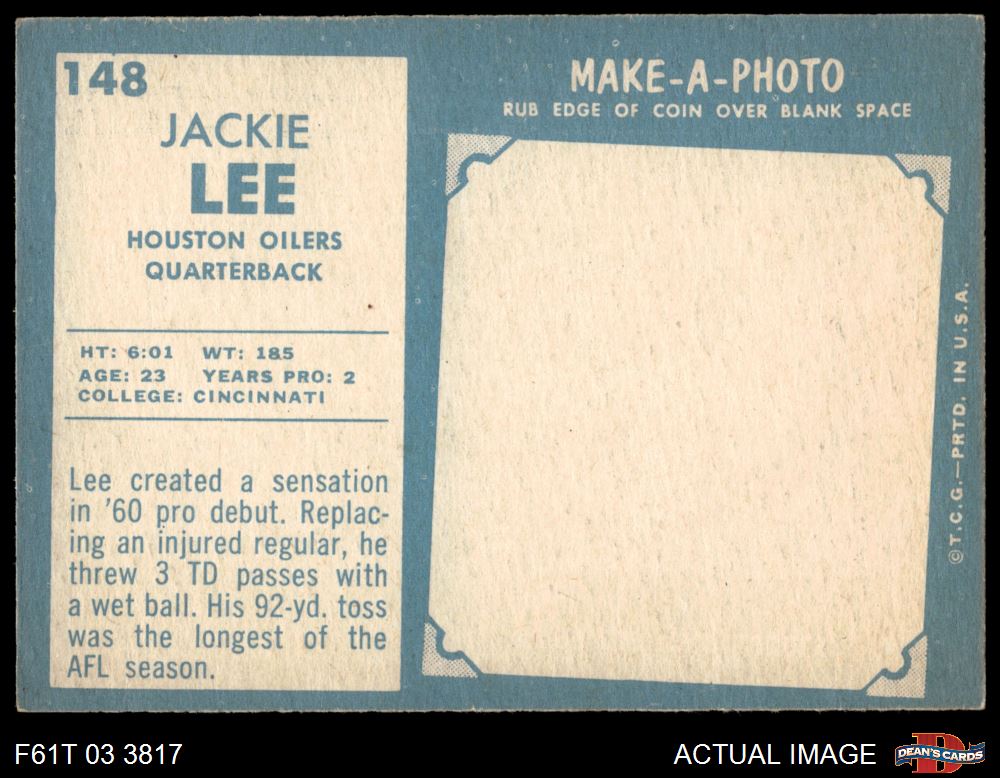 148
JACKIE
LEE
HOUSTON OILERS
QUARTERBACK
HT: 6:01 WT: 185
AGE: 23 YEARS PRO: 2
COLLEGE: CINCINNATI
Lee created a sensation
in '60 pro debut. Replac-
ing an injured regular, he
threw 3 TD passes with
a wet ball. His 92-yd. toss
was the longest of the
AFL season.
MAKE-A-PHOTO
RUB EDGE OF COIN OVER BLANK SPACE
©T.C.G.—PRTD. IN U.S.A.
F61T 03 3817
ACTUAL IMAGE
D
DEAN'S CARDS